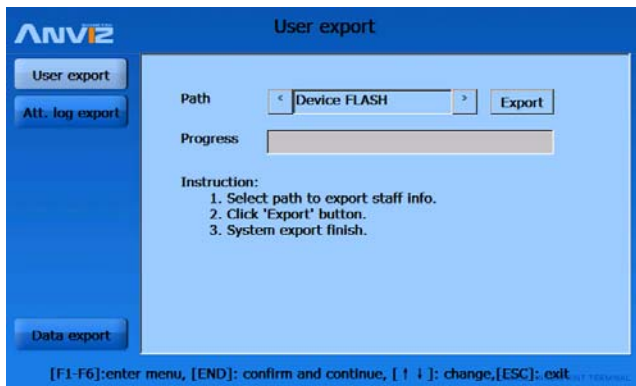 ANVIZ
User export
User export
Att. log export
Path
< Device FLASH >
Export
Progress
Instruction:
1. Select path to export staff info.
2. Click 'Export' button.
3. System export finish.
Data export
[F1-F6]:enter menu, [END]: confirm and continue, [ ↑ ↓ ]: change,[ESC]: exit